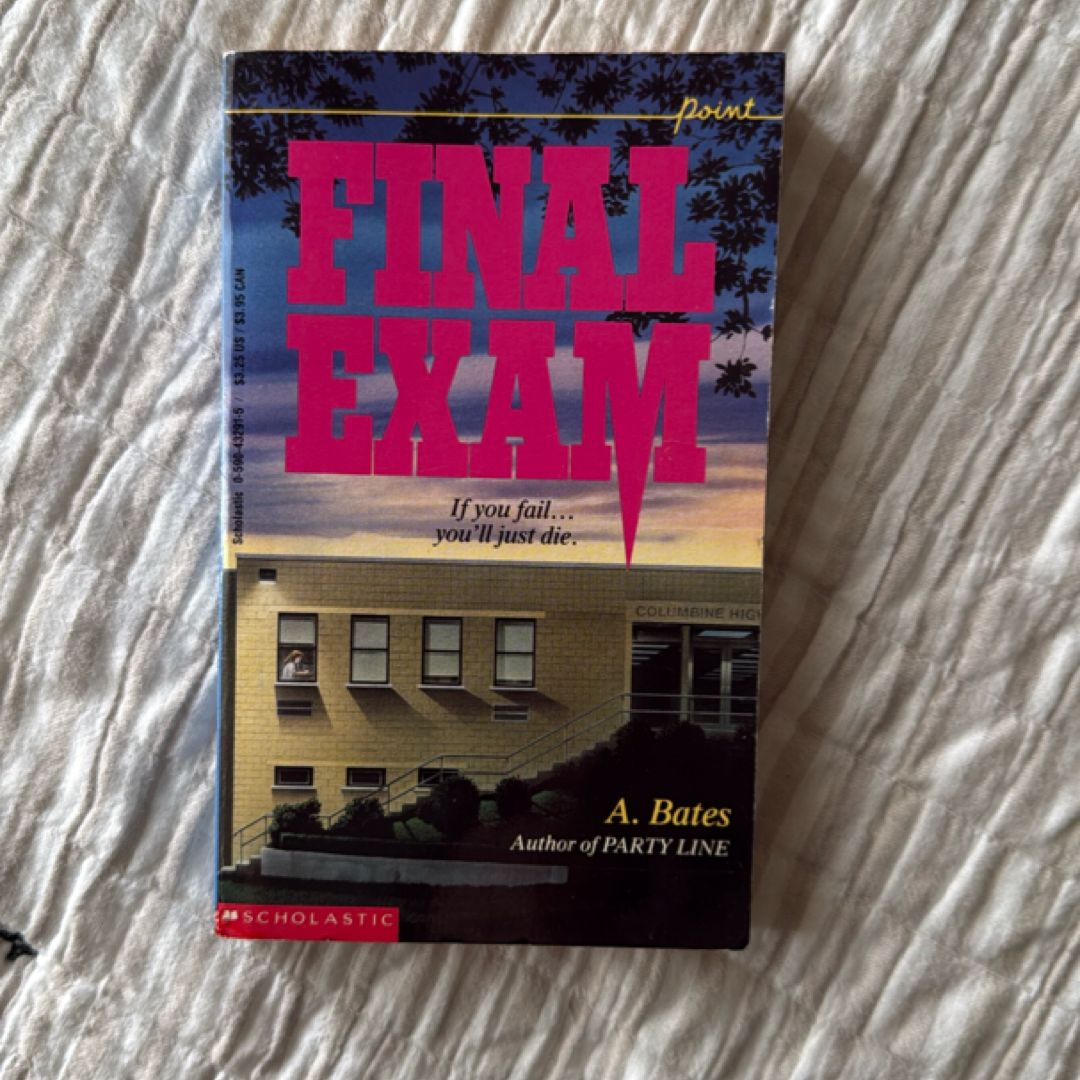 point
FINAL
EXAM
If you fail...
you'll just die.
Scholastic 0-590-43291-5 / $3.25 US / $3.95 CAN
COLUMBINE HIGH
A. Bates
Author of PARTY LINE
SCHOLASTIC